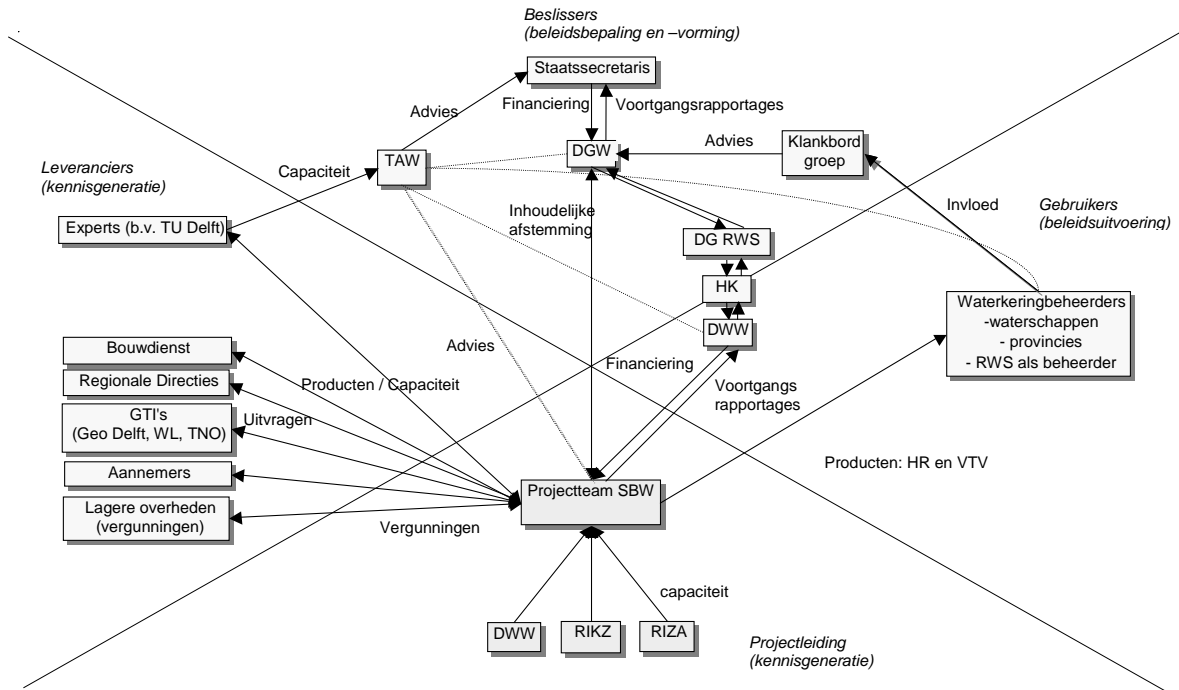 Beslissers
(beleidsbepaling en –vorming)
Staatssecretaris
Financiering
Voortgangsrapportages
Advies
TAW
DGW
Advies
Klankbord
groep
Leveranciers
(kennisgeneratie)
Capaciteit
Experts (b.v. TU Delft)
Inhoudelijke
afstemming
DG RWS
HK
DWW
Invloed
Gebruikers
(beleidsuitvoering)
Waterkeringbeheerders
-waterschappen
- provincies
- RWS als beheerder
Bouwdienst
Regionale Directies
GTI's
(Geo Delft, WL, TNO)
Aannemers
Lagere overheden
(vergunningen)
Producten / Capaciteit
Uitvragen
Vergunningen
Advies
Financiering
Voortgangs
rapportages
Producten: HR en VTV
Projectteam SBW
capaciteit
DWW
RIKZ
RIZA
Projectleiding
(kennisgeneratie)